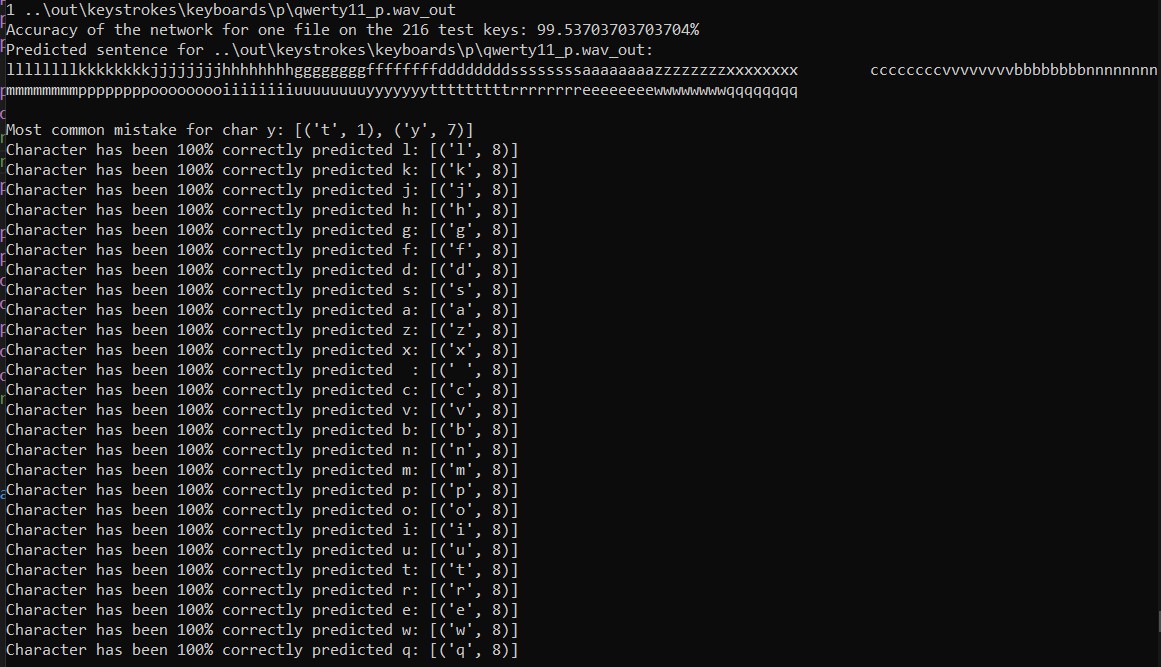 1 ..\out\keystrokes\keyboards\p\qwerty11_p.wav_out
Accuracy of the network for one file on the 216 test keys: 99.53703703703704%
Predicted sentence for ..\out\keystrokes\keyboards\p\qwerty11_p.wav_out:
llllllllkkkkkkkkjjjjjjjjhhhhhhhhggggggggffffffffddddddddssssssssaaaaaaaazzzzzzzzxxxxxxxx        ccccccccvvvvvvvvbbbbbbbbnnnnnnnn
mmmmmmmmppppppppooooooooiiiiiiiiuuuuuuuuyyyyyyytttttttttrrrrrrrreeeeeeeewwwwwwwwqqqqqqqq
Most common mistake for char y: [('t', 1), ('y', 7)]
Character has been 100% correctly predicted l: [('l', 8)]
Character has been 100% correctly predicted k: [('k', 8)]
Character has been 100% correctly predicted j: [('j', 8)]
Character has been 100% correctly predicted h: [('h', 8)]
Character has been 100% correctly predicted g: [('g', 8)]
Character has been 100% correctly predicted f: [('f', 8)]
Character has been 100% correctly predicted d: [('d', 8)]
Character has been 100% correctly predicted s: [('s', 8)]
Character has been 100% correctly predicted a: [('a', 8)]
Character has been 100% correctly predicted z: [('z', 8)]
Character has been 100% correctly predicted x: [('x', 8)]
Character has been 100% correctly predicted  : [(' ', 8)]
Character has been 100% correctly predicted c: [('c', 8)]
Character has been 100% correctly predicted v: [('v', 8)]
Character has been 100% correctly predicted b: [('b', 8)]
Character has been 100% correctly predicted n: [('n', 8)]
Character has been 100% correctly predicted m: [('m', 8)]
Character has been 100% correctly predicted p: [('p', 8)]
Character has been 100% correctly predicted o: [('o', 8)]
Character has been 100% correctly predicted i: [('i', 8)]
Character has been 100% correctly predicted u: [('u', 8)]
Character has been 100% correctly predicted t: [('t', 8)]
Character has been 100% correctly predicted r: [('r', 8)]
Character has been 100% correctly predicted e: [('e', 8)]
Character has been 100% correctly predicted w: [('w', 8)]
Character has been 100% correctly predicted q: [('q', 8)]